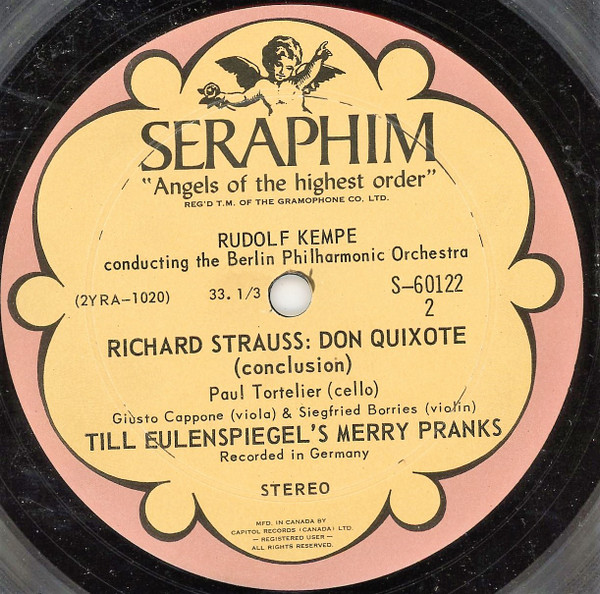 SERAPHIM
"Angels of the highest order"
REG'D T.M. OF THE GRAMOPHONE CO. LTD.
RUDOLF KEMPE
conducting the Berlin Philharmonic Orchestra
(2YRA-1020) 33.1/3 S-60122
2
RICHARD STRAUSS: DON QUIXOTE
(conclusion)
Paul Tortelier (cello)
Giusto Cappone (viola) & Siegfried Borries (violin)
TILL EULENSPIEGEL'S MERRY PRANKS
Recorded in Germany
STEREO
MFD. IN CANADA BY
CAPITOL RECORDS (CANADA) LTD.
— REGISTERED USER —
ALL RIGHTS RESERVED.